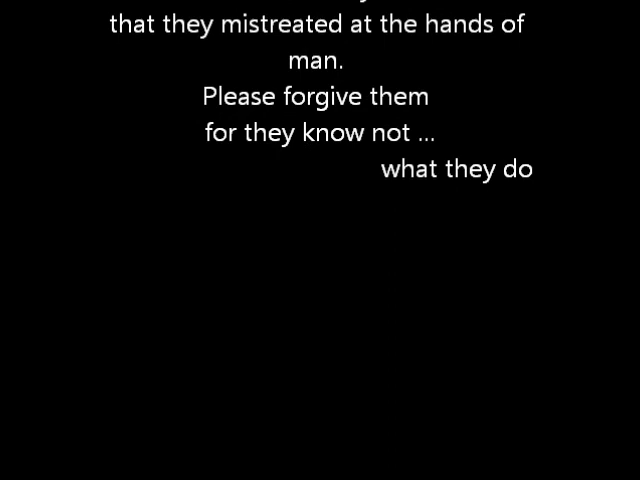 that they mistreated at the hands of
man.
Please forgive them
for they know not ...
what they do